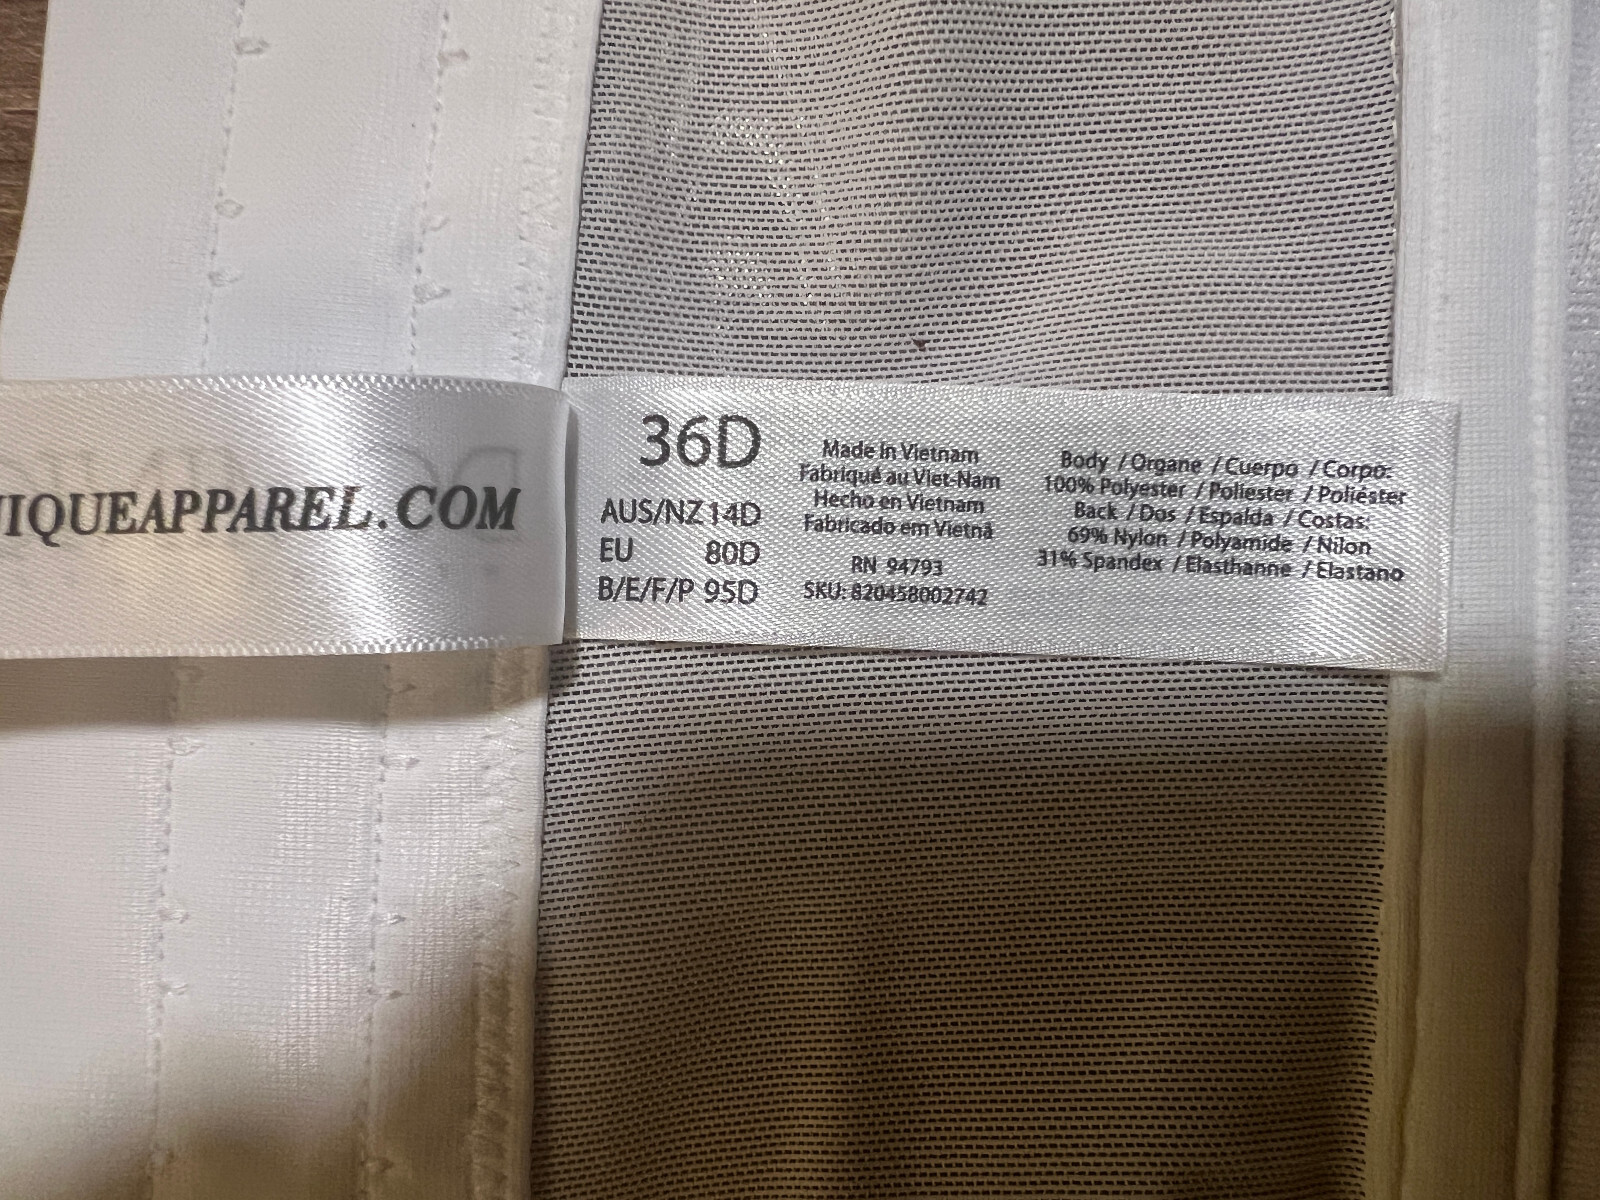 IQUEAPPAREL.COM
36D
AUS/NZ 14D
EU 80D
B/E/F/P 95D
Made in Vietnam
Fabriqué au Viet-Nam
Hecho en Vietnam
Fabricado em Vietnã
RN 94793
SKU: 820458002742
Body / Organe / Cuerpo / Corpo:
100% Polyester / Poliester / Poliéster
Back / Dos / Espalda / Costas:
69% Nylon / Polyamide / Nilon
31% Spandex / Elasthanne / Elastano